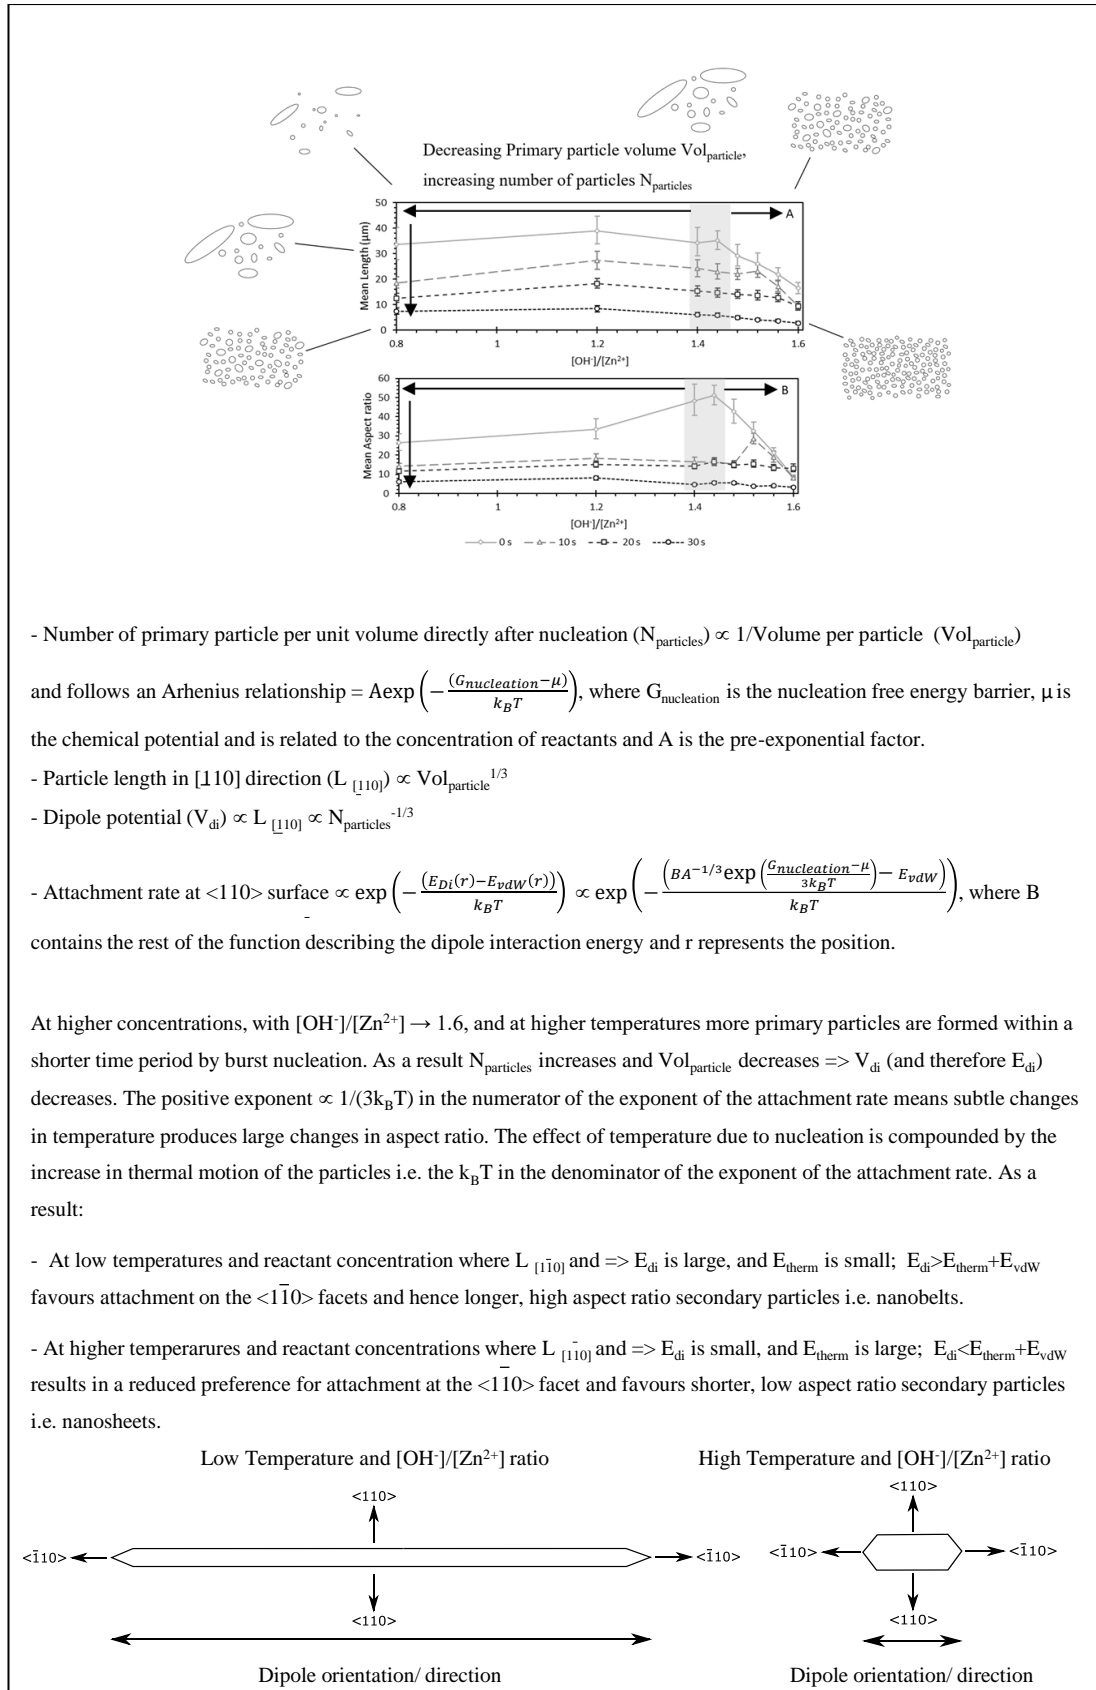 Decreasing Primary particle volume Vol_particle,
increasing number of particles N_particles
50
40
30
20
10
0
Mean Length (μm)
A
0.8 1 1.2 1.4 1.6
[OH⁻]/[Zn²⁺]
60
50
40
30
20
10
0
Mean Aspect ratio
B
0.8 1 1.2 1.4 1.6
[OH⁻]/[Zn²⁺]
0 s 10 s 20 s 30 s
- Number of primary particle per unit volume directly after nucleation (N_particles) ∝ 1/Volume per particle (Vol_particle)
and follows an Arhenius relationship = Aexp(−(G_nucleation−μ)/(k_BT)), where G_nucleation is the nucleation free energy barrier, μ is
the chemical potential and is related to the concentration of reactants and A is the pre-exponential factor.
- Particle length in [110] direction (L_[110]) ∝ Vol_particle^1/3
- Dipole potential (V_di) ∝ L_[110] ∝ N_particles^-1/3
- Attachment rate at <110> surface ∝ exp(−(E_Di(r)−E_vdW(r))/(k_BT)) ∝ exp(−(BA^−1/3 exp((G_nucleation−μ)/(3k_BT))− E_vdW)/(k_BT)), where B
contains the rest of the function describing the dipole interaction energy and r represents the position.
At higher concentrations, with [OH⁻]/[Zn²⁺] → 1.6, and at higher temperatures more primary particles are formed within a
shorter time period by burst nucleation. As a result N_particles increases and Vol_particle decreases => V_di (and therefore E_di)
decreases. The positive exponent ∝ 1/(3k_BT) in the numerator of the exponent of the attachment rate means subtle changes
in temperature produces large changes in aspect ratio. The effect of temperature due to nucleation is compounded by the
increase in thermal motion of the particles i.e. the k_BT in the denominator of the exponent of the attachment rate. As a
result:
- At low temperatures and reactant concentration where L_[1̄10] and => E_di is large, and E_therm is small; E_di>E_therm+E_vdW
favours attachment on the <1̄10> facets and hence longer, high aspect ratio secondary particles i.e. nanobelts.
- At higher temperarures and reactant concentrations where L_[1̄10] and => E_di is small, and E_therm is large; E_di<E_therm+E_vdW
results in a reduced preference for attachment at the <1̄10> facet and favours shorter, low aspect ratio secondary particles
i.e. nanosheets.
Low Temperature and [OH⁻]/[Zn²⁺] ratio High Temperature and [OH⁻]/[Zn²⁺] ratio
<110> <110>
<1̄10> <1̄10> <1̄10> <1̄10>
<110> <110>
Dipole orientation/ direction Dipole orientation/ direction